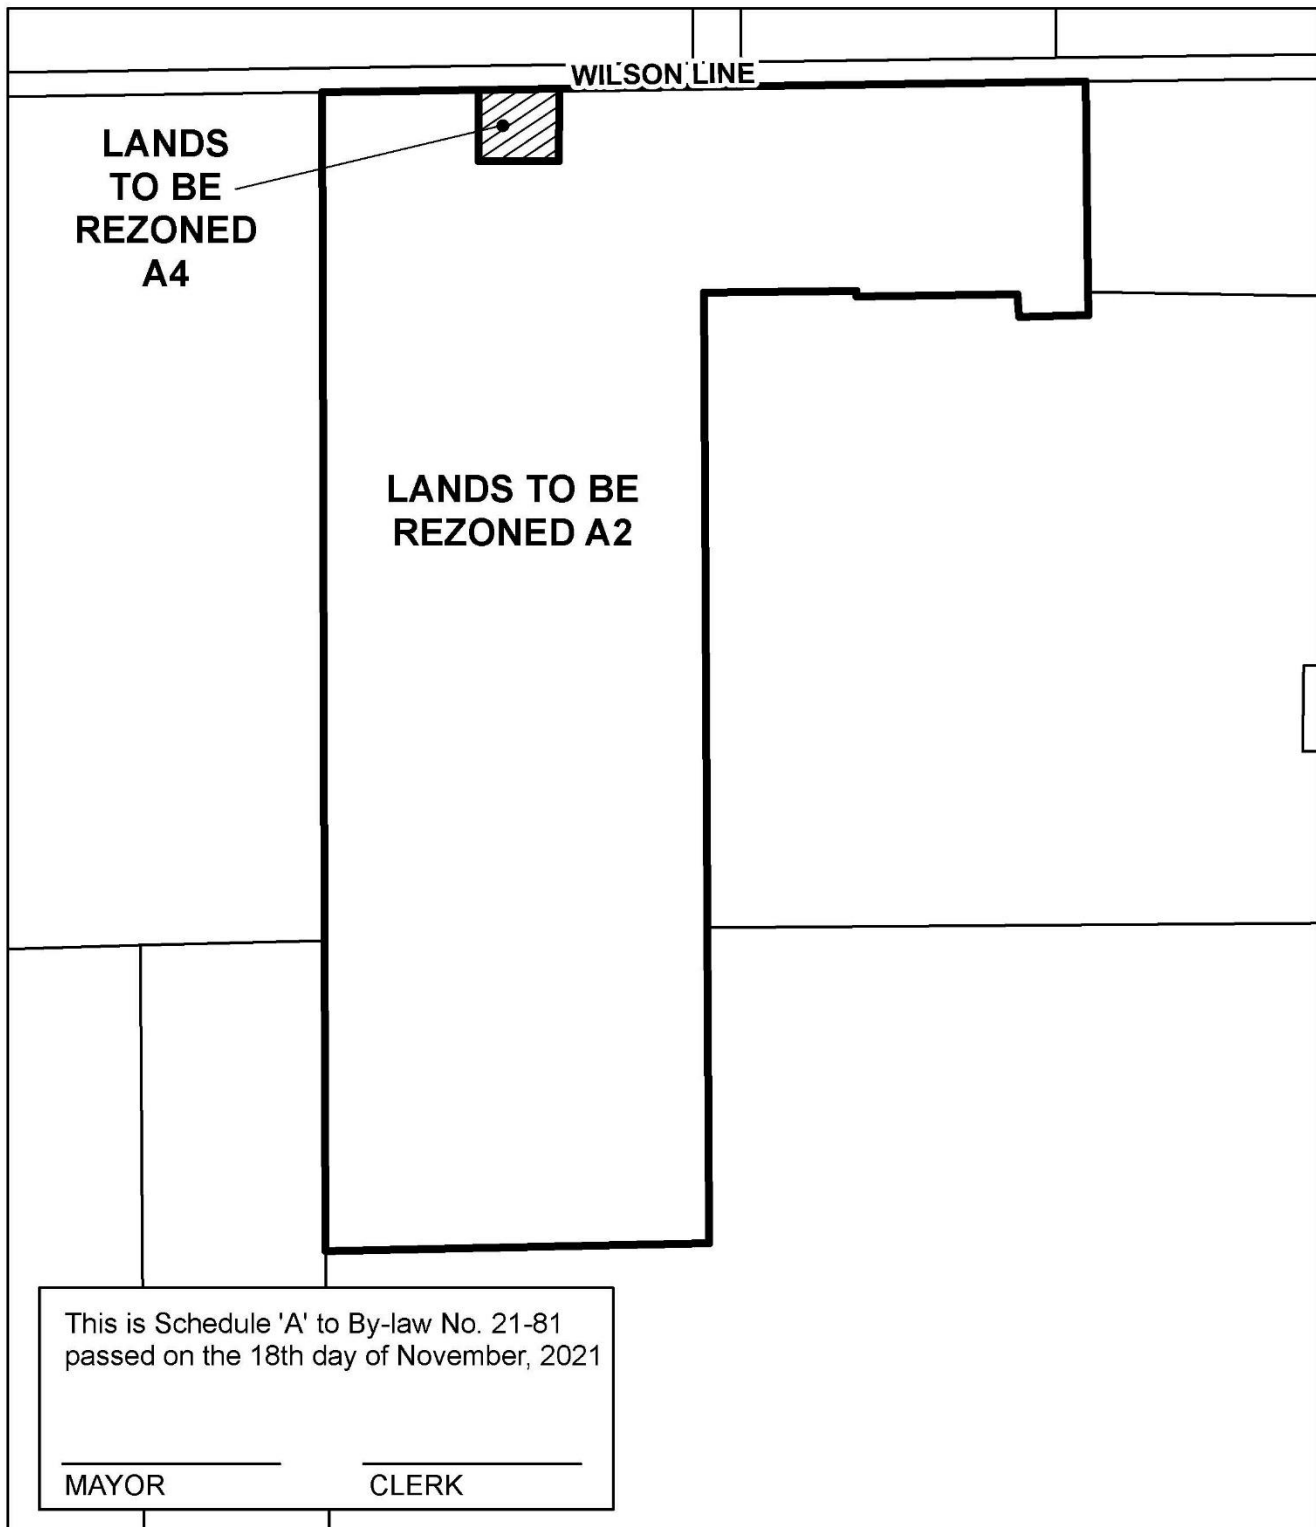 WILSON LINE
LANDS
TO BE
REZONED
A4
LANDS TO BE
REZONED A2
This is Schedule 'A' to By-law No. 21-81
passed on the 18th day of November, 2021
MAYOR
CLERK